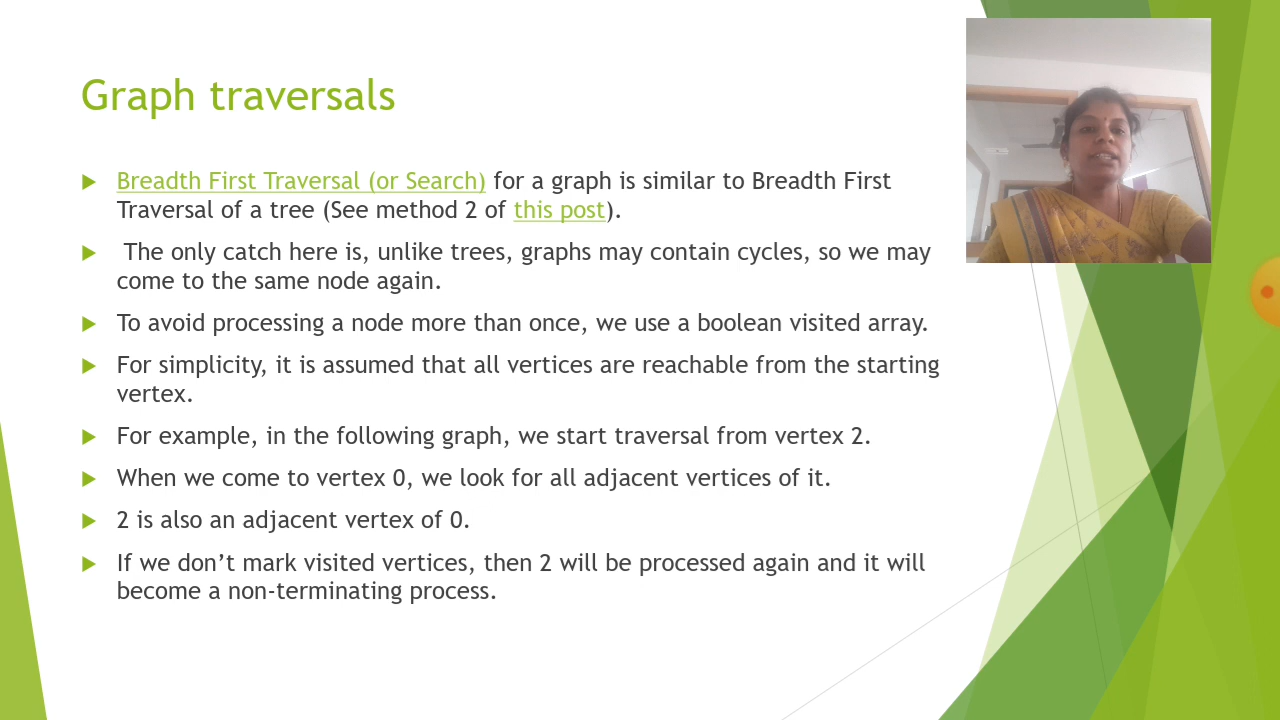 Graph traversals
Breadth First Traversal (or Search) for a graph is similar to Breadth First
Traversal of a tree (See method 2 of this post).
The only catch here is, unlike trees, graphs may contain cycles, so we may
come to the same node again.
To avoid processing a node more than once, we use a boolean visited array.
For simplicity, it is assumed that all vertices are reachable from the starting
vertex.
For example, in the following graph, we start traversal from vertex 2.
When we come to vertex 0, we look for all adjacent vertices of it.
2 is also an adjacent vertex of 0.
If we don’t mark visited vertices, then 2 will be processed again and it will
become a non-terminating process.